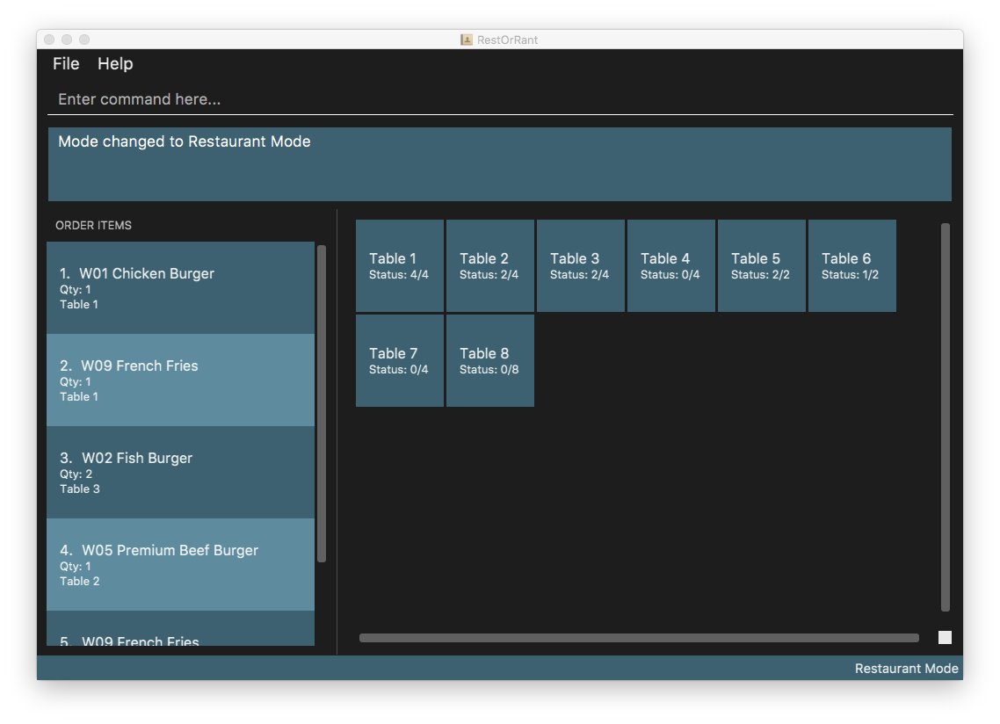 RestOrRant
File Help
Enter command here...
Mode changed to Restaurant Mode
ORDER ITEMS
1. W01 Chicken Burger
Qty: 1
Table 1
2. W09 French Fries
Qty: 1
Table 1
3. W02 Fish Burger
Qty: 2
Table 3
4. W05 Premium Beef Burger
Qty: 1
Table 2
5. W09 French Fries
Table 1 Table 2 Table 3 Table 4 Table 5 Table 6
Status: 4/4 Status: 2/4 Status: 2/4 Status: 0/4 Status: 2/2 Status: 1/2
Table 7 Table 8
Status: 0/4 Status: 0/8
Restaurant Mode